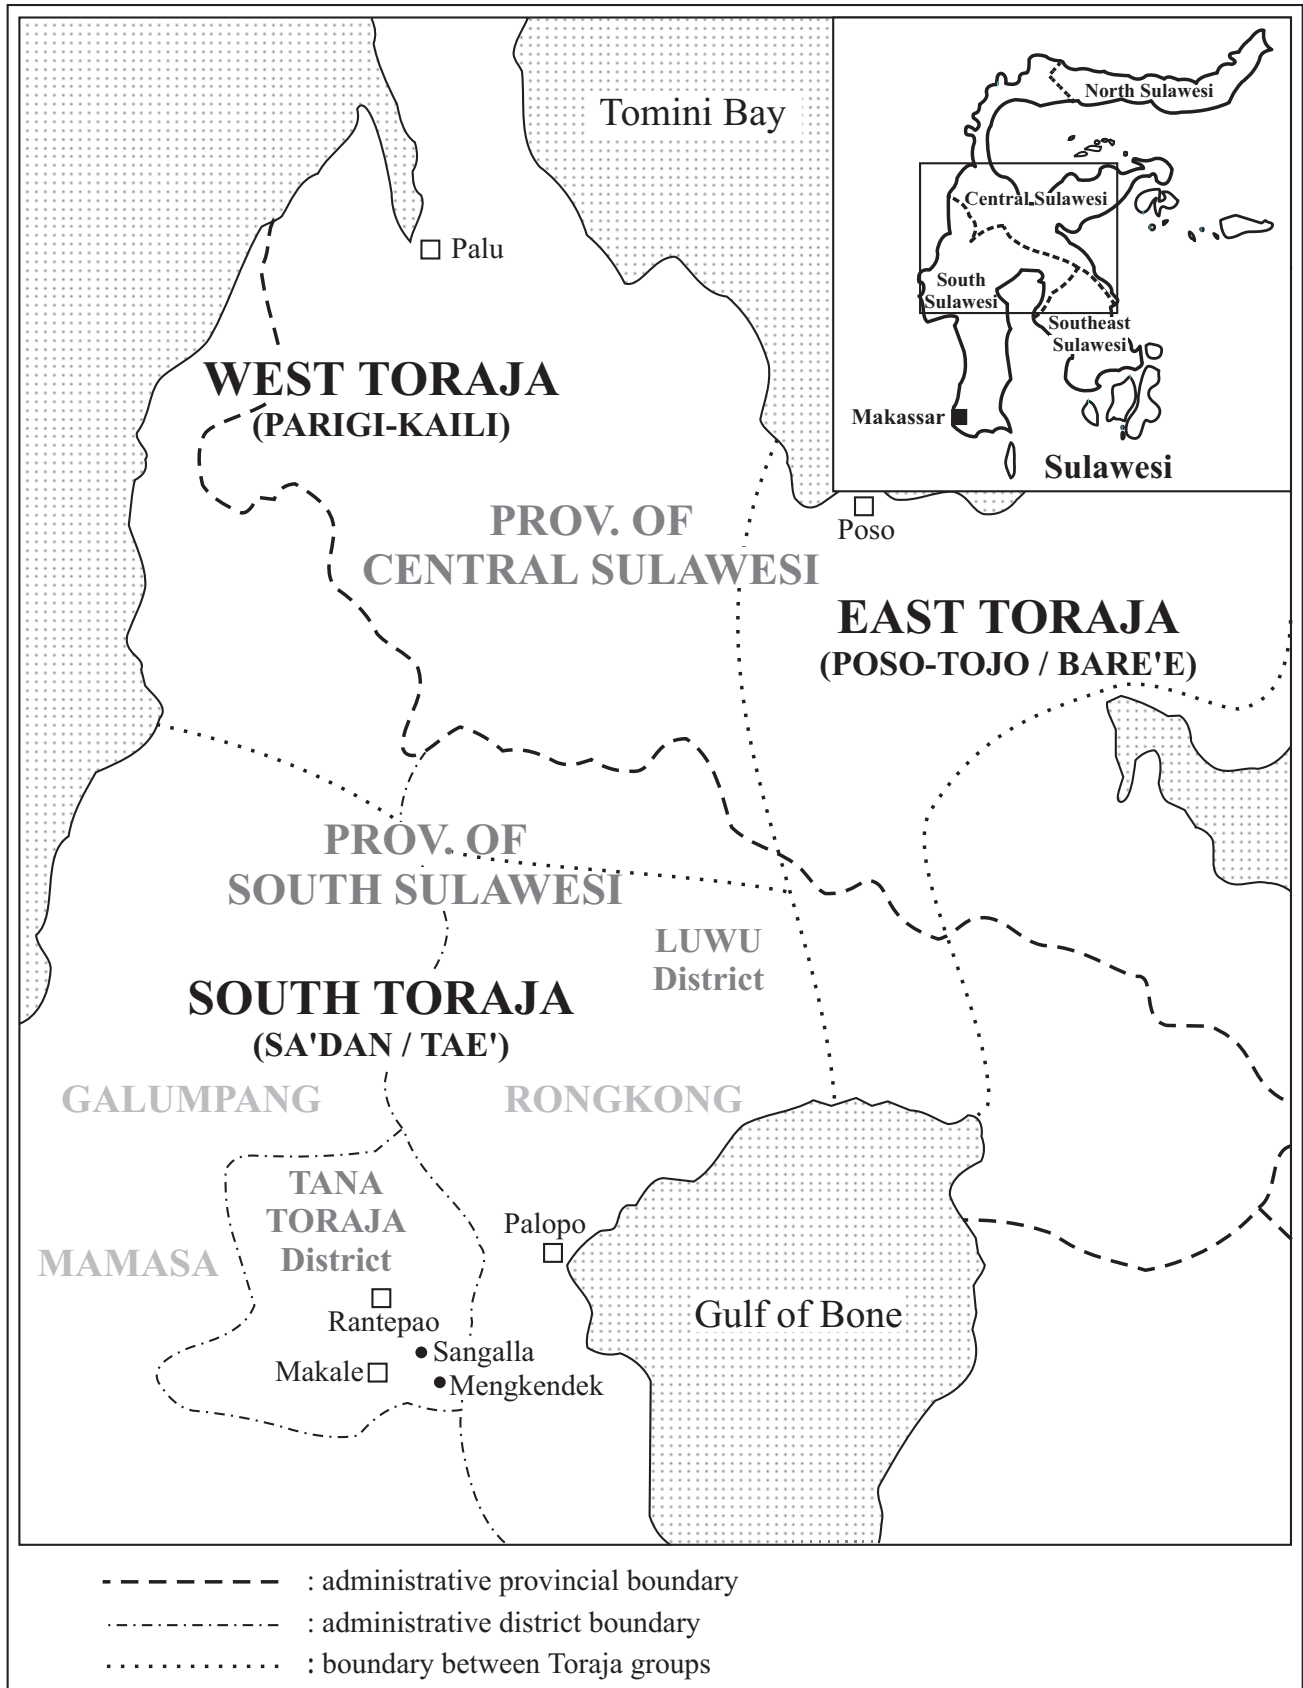 Tomini Bay
North Sulawesi
Central Sulawesi
South
Sulawesi
Southeast
Sulawesi
Makassar
Sulawesi
Palu
WEST TORAJA
(PARIGI-KAILI)
PROV. OF
CENTRAL SULAWESI
Poso
EAST TORAJA
(POSO-TOJO / BARE'E)
PROV. OF
SOUTH SULAWESI
LUWU
District
SOUTH TORAJA
(SA'DAN / TAE')
GALUMPANG
RONGKONG
TANA
TORAJA
District
MAMASA
Palopo
Rantepao
Sangalla
Makale
Mengkendek
Gulf of Bone
: administrative provincial boundary
: administrative district boundary
: boundary between Toraja groups